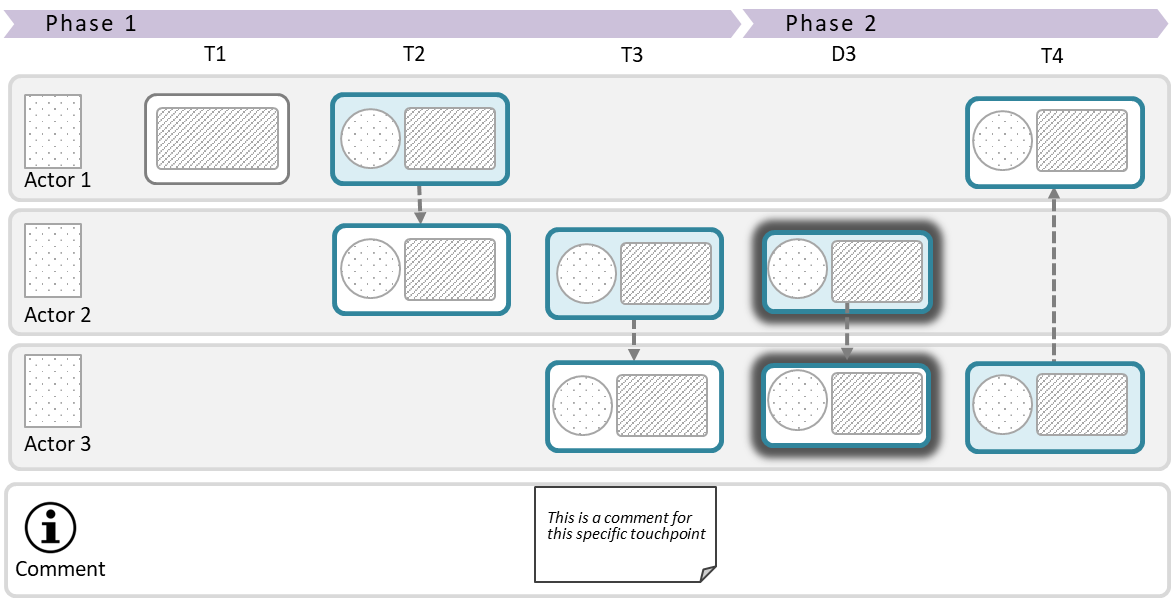 Phase 1
Phase 2
T1
T2
T3
D3
T4
Actor 1
Actor 2
Actor 3
This is a comment for
this specific touchpoint
Comment